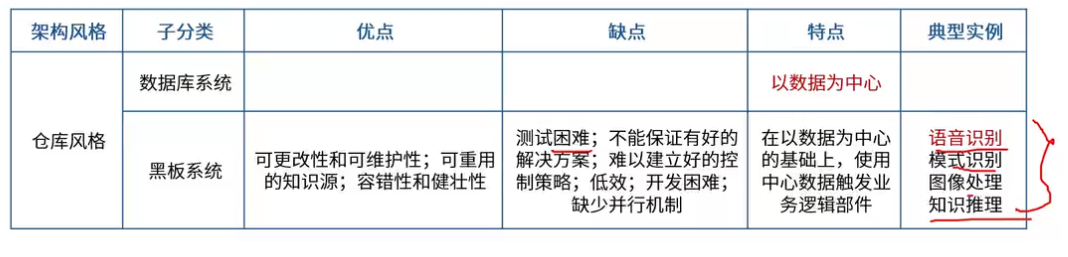 架构风格 子分类 优点 缺点 特点 典型实例
仓库风格
数据库系统
以数据为中心
黑板系统
可更改性和可维护性；可重用
的知识源；容错性和健壮性
测试困难；不能保证有好的
解决方案；难以建立好的控
制策略；低效；开发困难；
缺少并行机制
在以数据为中心
的基础上，使用
中心数据触发业
务逻辑部件
语音识别
模式识别
图像处理
知识推理